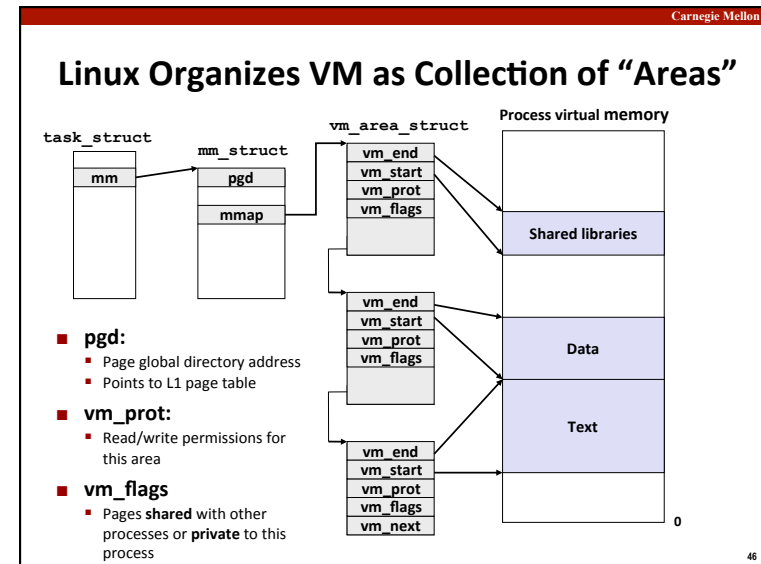 Carnegie Mellon
Linux Organizes VM as Collection of “Areas”
task_struct
mm
mm_struct
pgd
mmap
vm_area_struct
vm_end
vm_start
vm_prot
vm_flags
vm_end
vm_start
vm_prot
vm_flags
vm_end
vm_start
vm_prot
vm_flags
vm_next
Process virtual memory
Shared libraries
Data
Text
0
■ pgd:
▪ Page global directory address
▪ Points to L1 page table
■ vm_prot:
▪ Read/write permissions for
this area
■ vm_flags
▪ Pages shared with other
processes or private to this
process
46